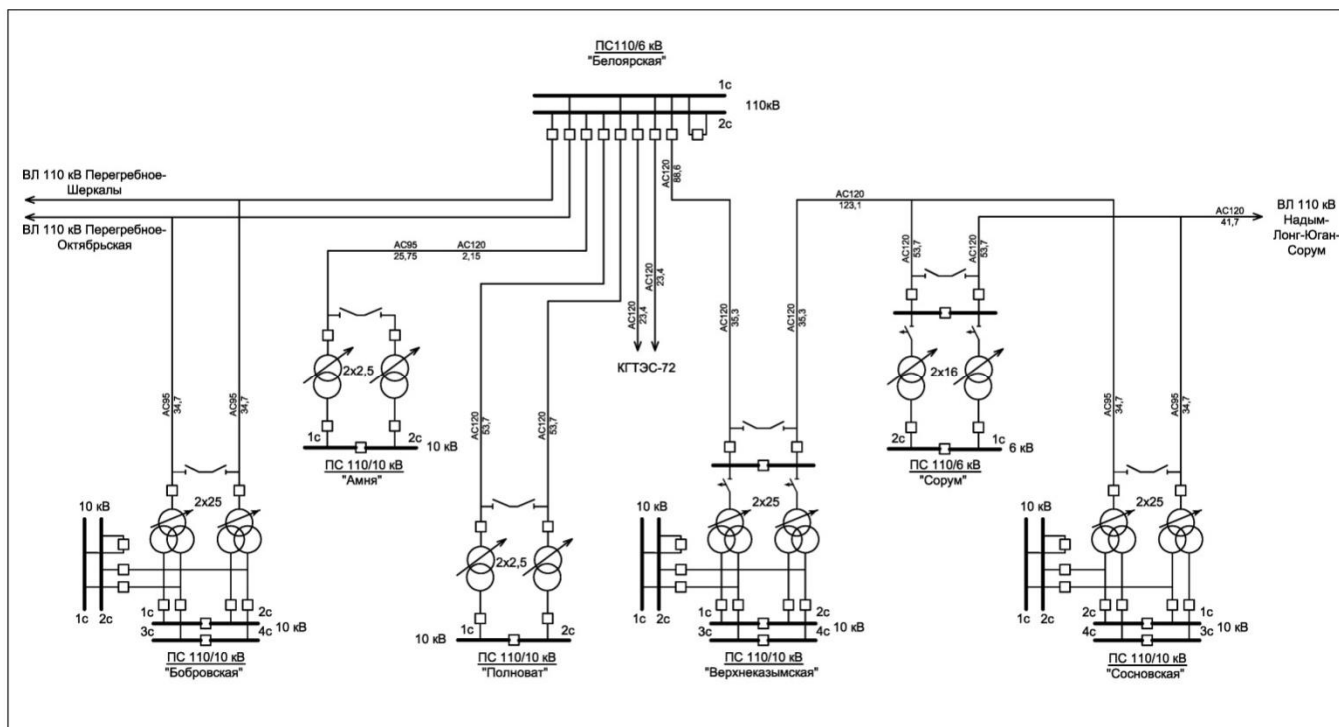 ПС110/6 кВ
"Белоярская"
1с
110кВ
2с
ВЛ 110 кВ Перегребное-
Шеркалы
ВЛ 110 кВ Перегребное-
Октябрьская
АС120
88,6
АС120
123,1
АС120
41,7
ВЛ 110 кВ
Надым-
Лонг-Юган-
Сорум
АС95
25,75
АС120
2,15
АС120
23,4
АС120
23,4
КГТЭС-72
АС120
53,7
АС120
53,7
АС120
35,3
АС120
35,3
2х2,5
1с
2с
10 кВ
ПС 110/10 кВ
"Амня"
2х16
2с
1с
6 кВ
ПС 110/6 кВ
"Сорум"
АС95
34,7
АС95
34,7
АС120
53,7
АС120
53,7
АС95
34,7
АС95
34,7
2х25
10 кВ
1с
2с
1с
2с
3с
4с
10 кВ
ПС 110/10 кВ
"Бобровская"
2х2,5
1с
2с
10 кВ
ПС 110/10 кВ
"Полноват"
2х25
10 кВ
1с
2с
1с
2с
3с
4с
10 кВ
ПС 110/10 кВ
"Верхнеказымская"
2х25
10 кВ
1с
2с
2с
1с
4с
3с
10 кВ
ПС 110/10 кВ
"Сосновская"